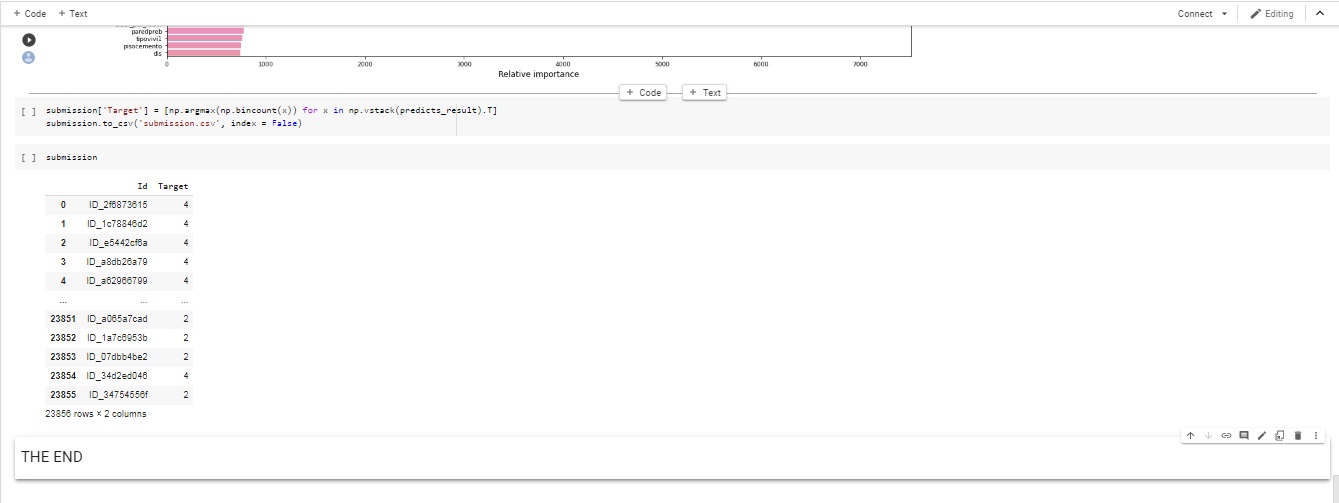 + Code + Text Connect Editing
paredpreb
tipovivi1
pisocemento
dis
0 1000 2000 3000 4000 5000 6000 7000
Relative importance
+ Code + Text
[ ] submission['Target'] = [np.argmax(np.bincount(x)) for x in np.vstack(predicts_result).T]
submission.to_csv('submission.csv', index = False)
[ ] submission
Id Target
0 ID_2f6873615 4
1 ID_1c78846d2 4
2 ID_e5442cf6a 4
3 ID_a8db26a79 4
4 ID_a62966799 4
... ... ...
23851 ID_a065a7cad 2
23852 ID_1a7c6953b 2
23853 ID_07dbb4be2 2
23854 ID_34d2ed046 4
23855 ID_34754556f 2
23856 rows × 2 columns
THE END